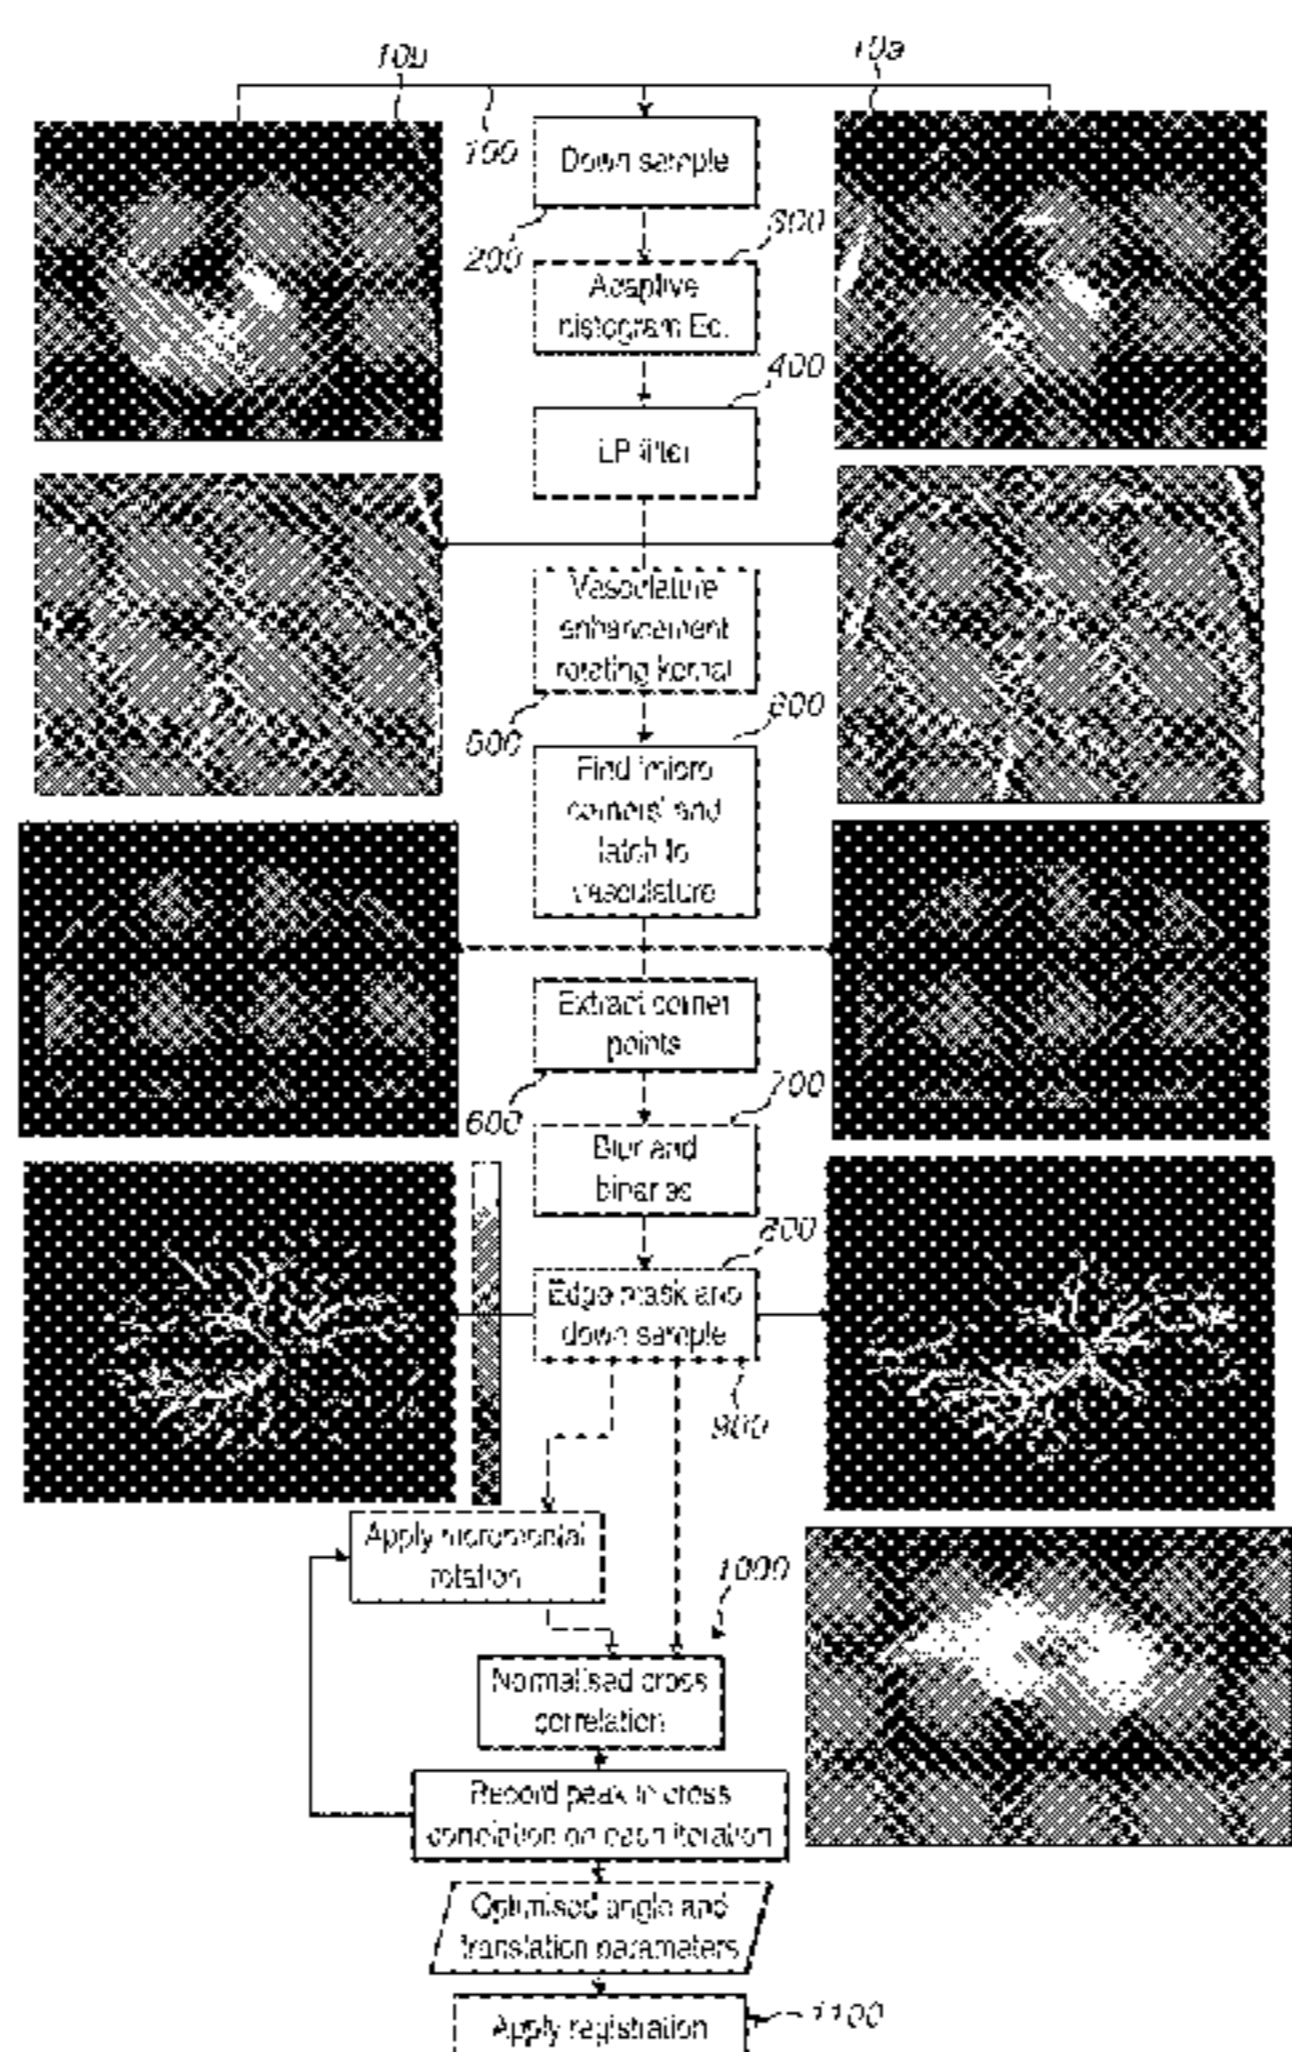 10b
10a
100
Down sample
200
300
Adaptive
histogram Eq.
400
LP filter
Vasculature
enhancement
rotating kernal
500
600
Find 'micro
corners' and
latch to
vasculature
Extract corner
points
600
700
Blur and
binaries
800
Edge mask and
down sample
900
Apply incremental
rotation
1000
Normalised cross
correlation
Record peak in cross
correlation on each iteration
Optimised angle and
translation parameters
Apply registration
1100